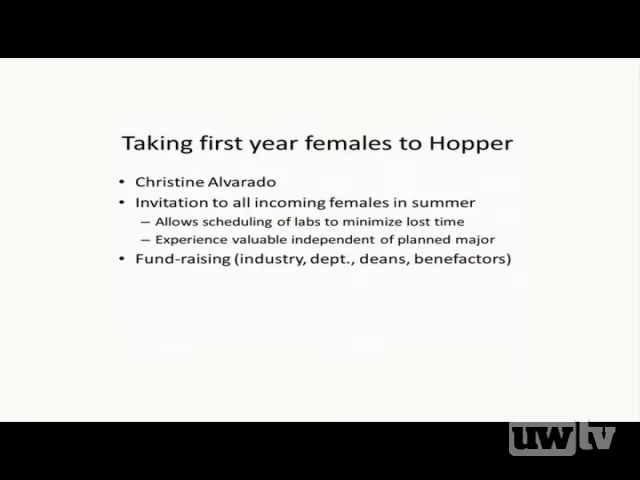 Taking first year females to Hopper
• Christine Alvarado
• Invitation to all incoming females in summer
– Allows scheduling of labs to minimize lost time
– Experience valuable independent of planned major
• Fund-raising (industry, dept., deans, benefactors)
uwtv